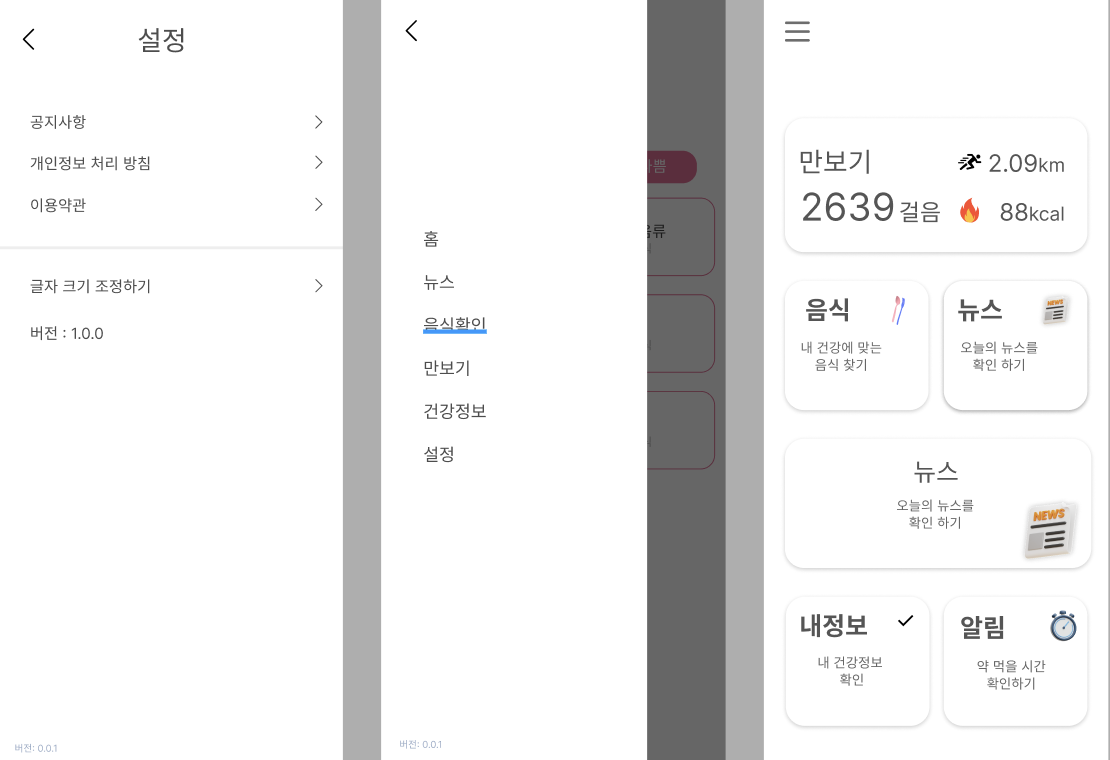 설정
공지사항
개인정보 처리 방침
이용약관
글자 크기 조정하기
버전 : 1.0.0
버전: 0.0.1
홈
뉴스
음식확인
만보기
건강정보
설정
버전: 0.0.1
만보기
2.09km
2639 걸음
88kcal
음식
내 건강에 맞는
음식 찾기
뉴스
NEWS
오늘의 뉴스를
확인 하기
뉴스
오늘의 뉴스를
확인 하기
NEWS
내정보
내 건강정보
확인
알림
약 먹을 시간
확인하기